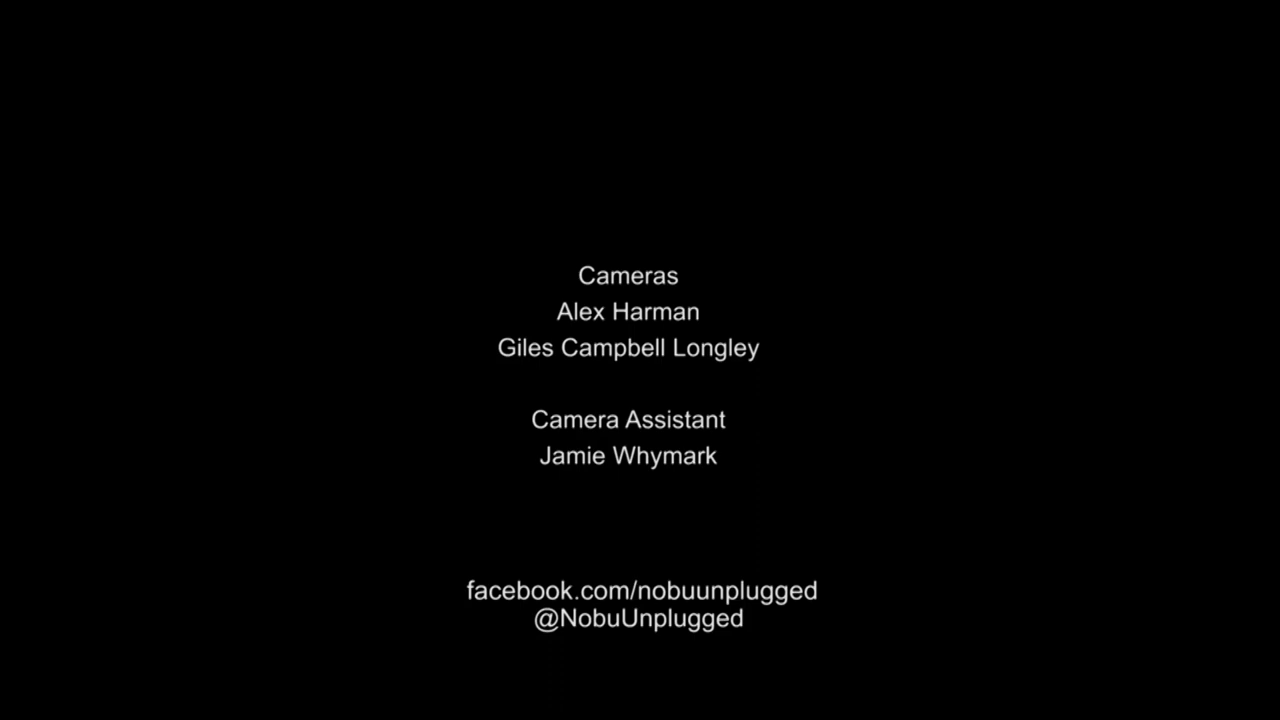 Cameras
Alex Harman
Giles Campbell Longley
Camera Assistant
Jamie Whymark
facebook.com/nobuunplugged
@NobuUnplugged